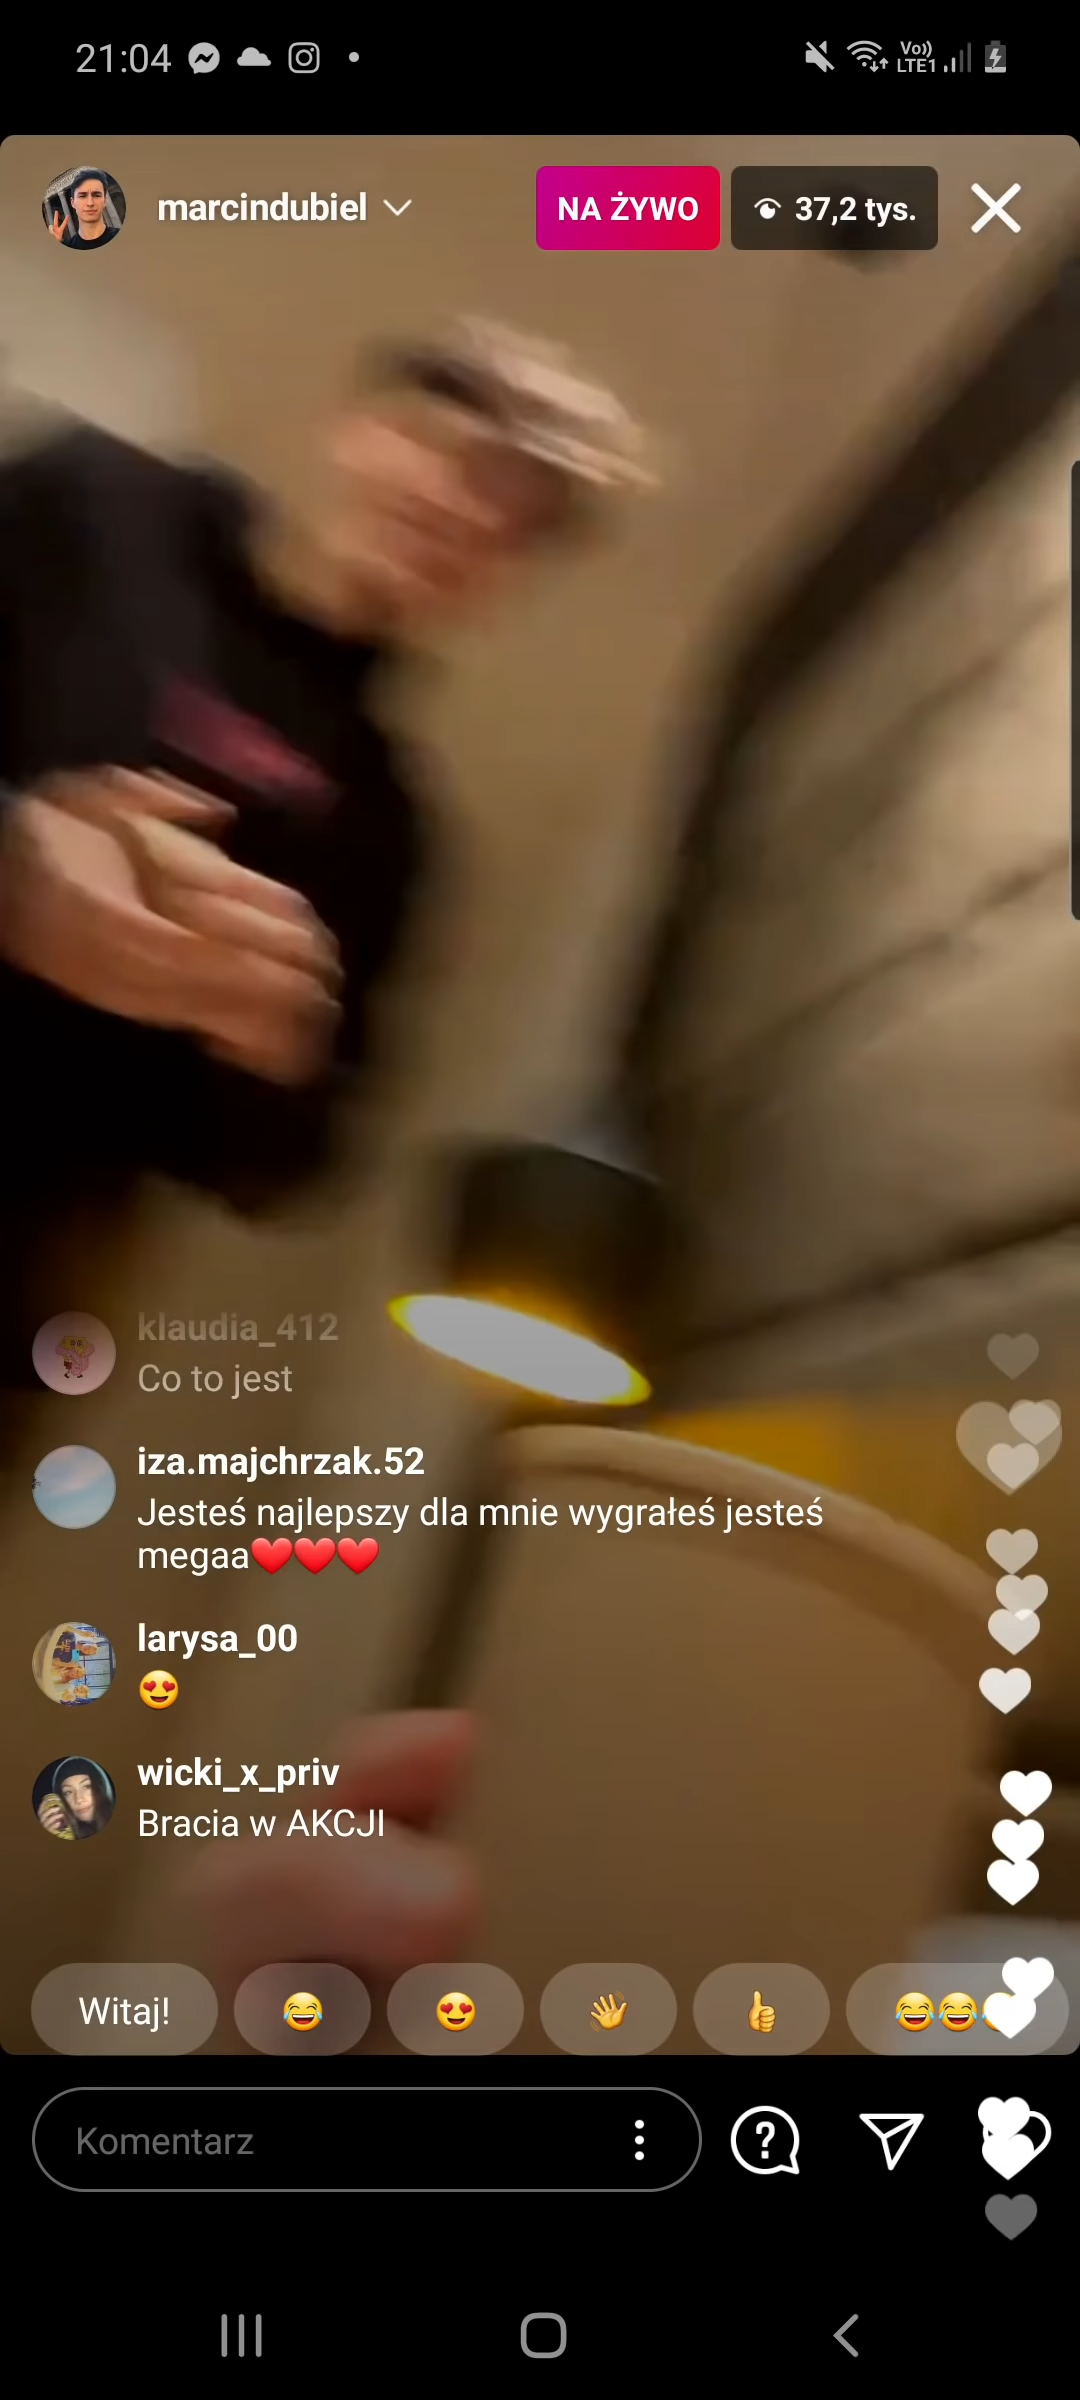 21:04
Vo))
LTE1
marcindubiel
NA ŻYWO
37,2 tys.
klaudia_412
Co to jest
iza.majchrzak.52
Jesteś najlepszy dla mnie wygrałeś jesteś
megaa❤️❤️❤️
larysa_00
😍
wicki_x_priv
Bracia w AKCJI
Witaj! 😂 😍 👋 👍 😂😂😂
Komentarz